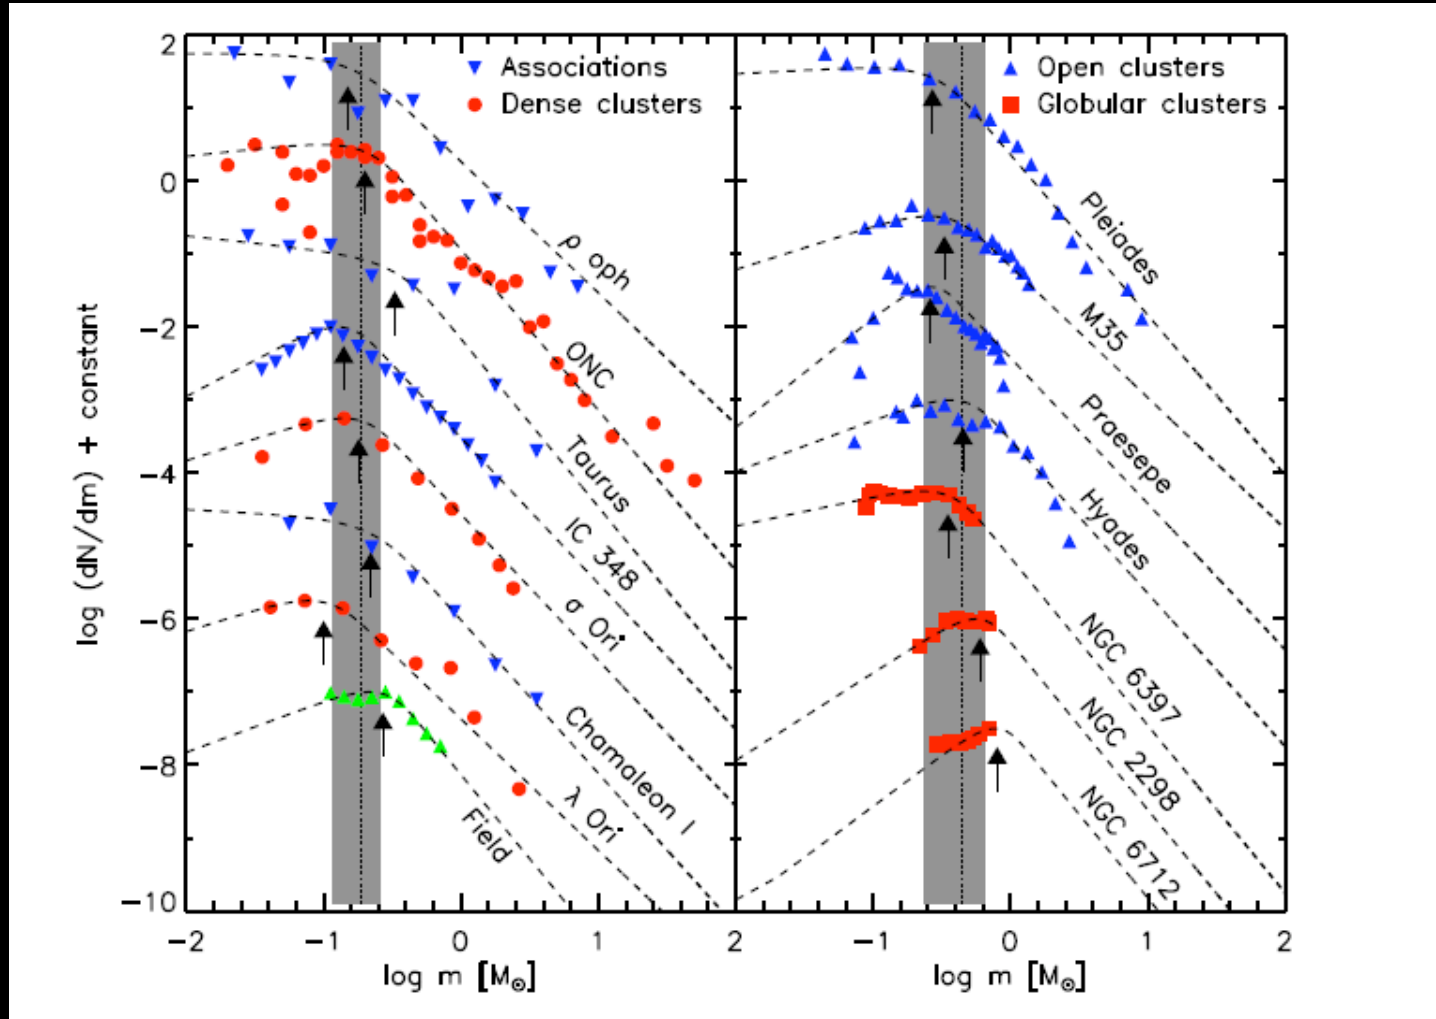 log (dN/dm) + constant
2
0
−2
−4
−6
−8
−10
Associations
Dense clusters
ρ oph
ONC
Taurus
IC 348
σ Ori
Chamaleon I
λ Ori
Field
−2 −1 0 1 2
log m [M⊙]
Open clusters
Globular clusters
Pleiades
M35
Praesepe
Hyades
NGC 6397
NGC 2298
NGC 6712
−1 0 1 2
log m [M⊙]